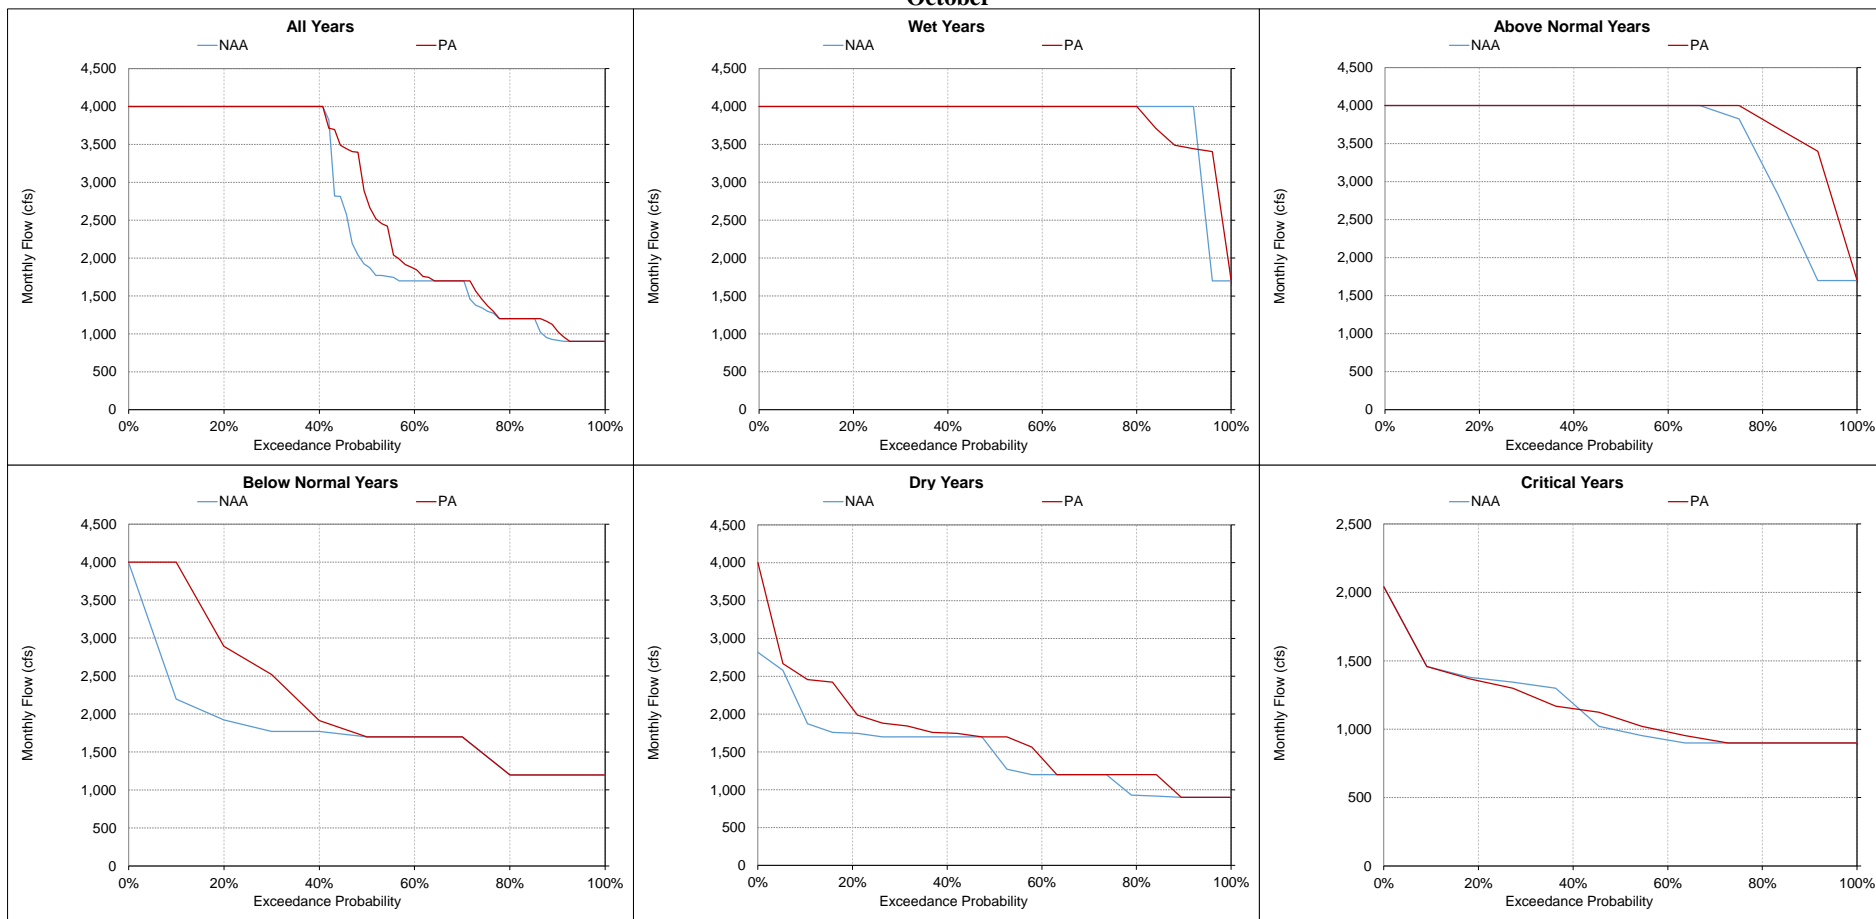 October
All Years
NAA PA
4,500
4,000
3,500
3,000
2,500
2,000
1,500
1,000
500
0
Monthly Flow (cfs)
0% 20% 40% 60% 80% 100%
Exceedance Probability
Wet Years
NAA PA
4,500
4,000
3,500
3,000
2,500
2,000
1,500
1,000
500
0
Monthly Flow (cfs)
0% 20% 40% 60% 80% 100%
Exceedance Probability
Above Normal Years
NAA PA
4,500
4,000
3,500
3,000
2,500
2,000
1,500
1,000
500
0
Monthly Flow (cfs)
0% 20% 40% 60% 80% 100%
Exceedance Probability
Below Normal Years
NAA PA
4,500
4,000
3,500
3,000
2,500
2,000
1,500
1,000
500
0
Monthly Flow (cfs)
0% 20% 40% 60% 80% 100%
Exceedance Probability
Dry Years
NAA PA
4,500
4,000
3,500
3,000
2,500
2,000
1,500
1,000
500
0
Monthly Flow (cfs)
0% 20% 40% 60% 80% 100%
Exceedance Probability
Critical Years
NAA PA
2,500
2,000
1,500
1,000
500
0
Monthly Flow (cfs)
0% 20% 40% 60% 80% 100%
Exceedance Probability